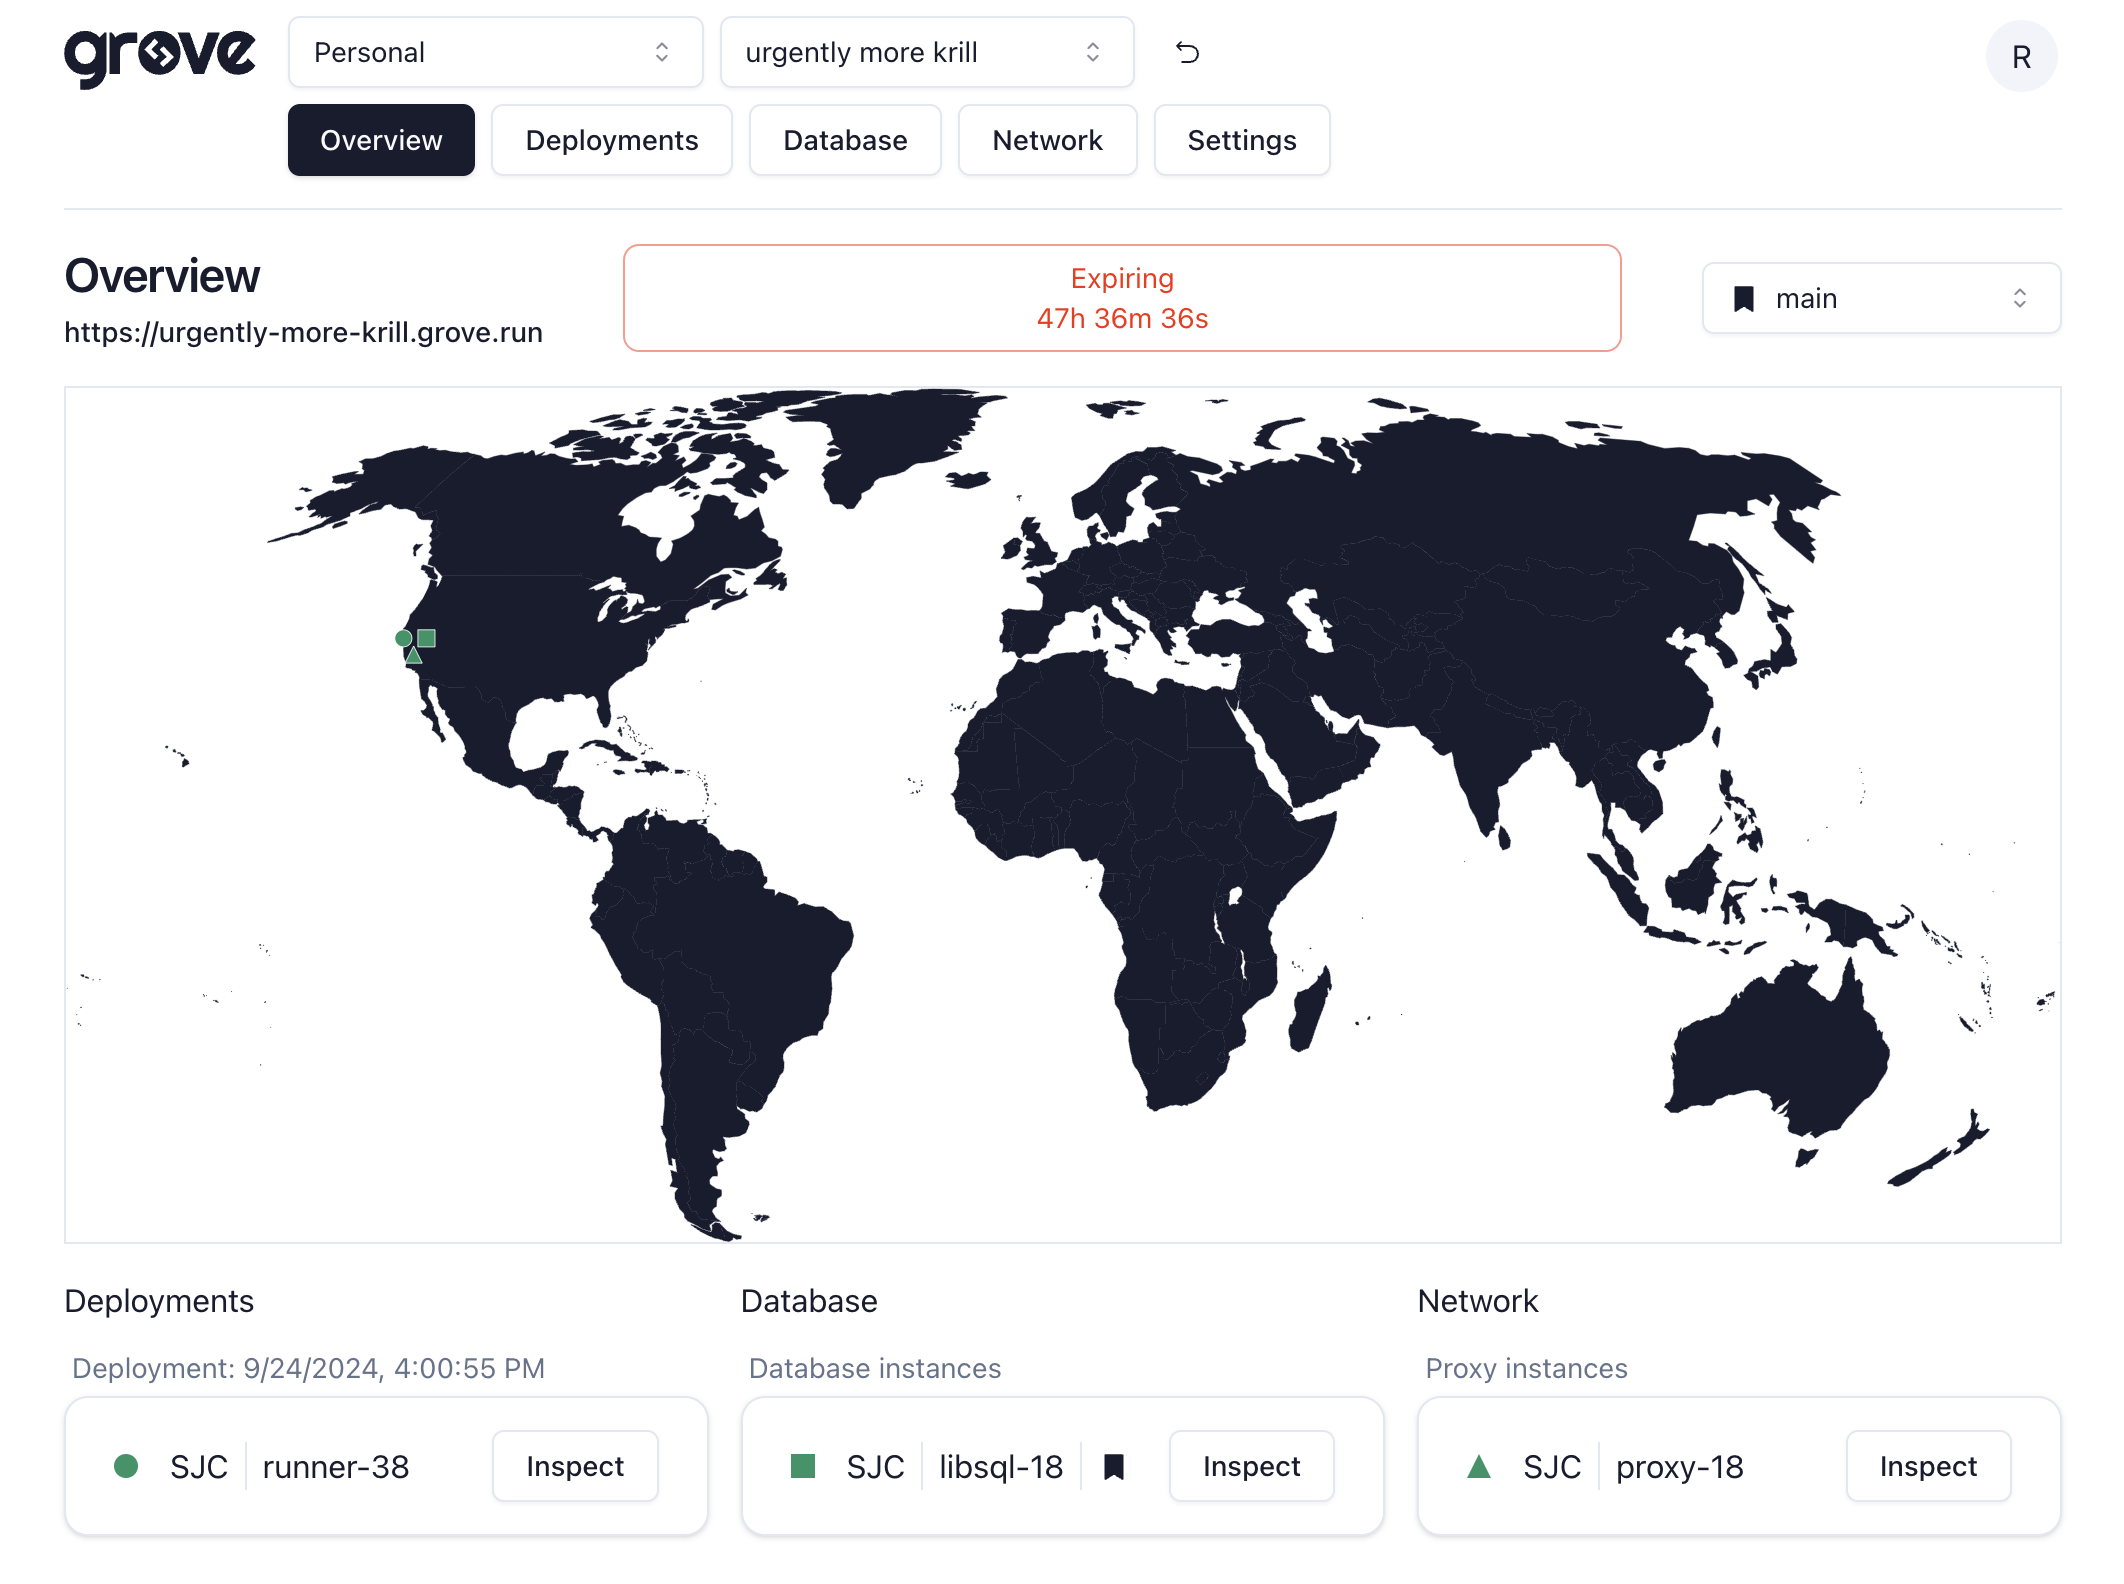 grove
Personal
urgently more krill
R
Overview
Deployments
Database
Network
Settings
Overview
https://urgently-more-krill.grove.run
Expiring
47h 36m 36s
main
Deployments
Deployment: 9/24/2024, 4:00:55 PM
SJC
runner-38
Inspect
Database
Database instances
SJC
libsql-18
Inspect
Network
Proxy instances
SJC
proxy-18
Inspect